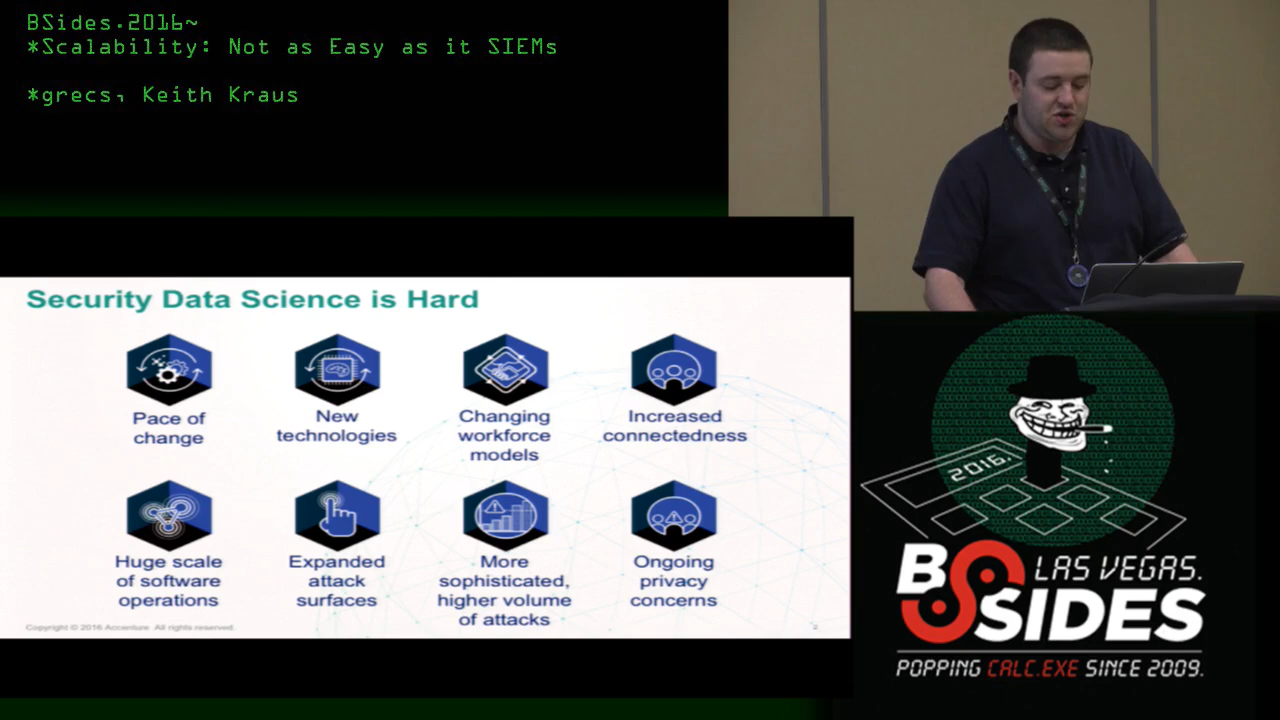 BSides.2016~
*Scalability: Not as Easy as it SIEMs
*grecs, Keith Kraus
Security Data Science is Hard
Pace of
change
New
technologies
Changing
workforce
models
Increased
connectedness
Huge scale
of software
operations
Expanded
attack
surfaces
More
sophisticated,
higher volume
of attacks
Ongoing
privacy
concerns
Copyright © 2016 Accenture. All rights reserved.
2
2016.
BSIDES
LAS VEGAS.
POPPING CALC.EXE SINCE 2009.